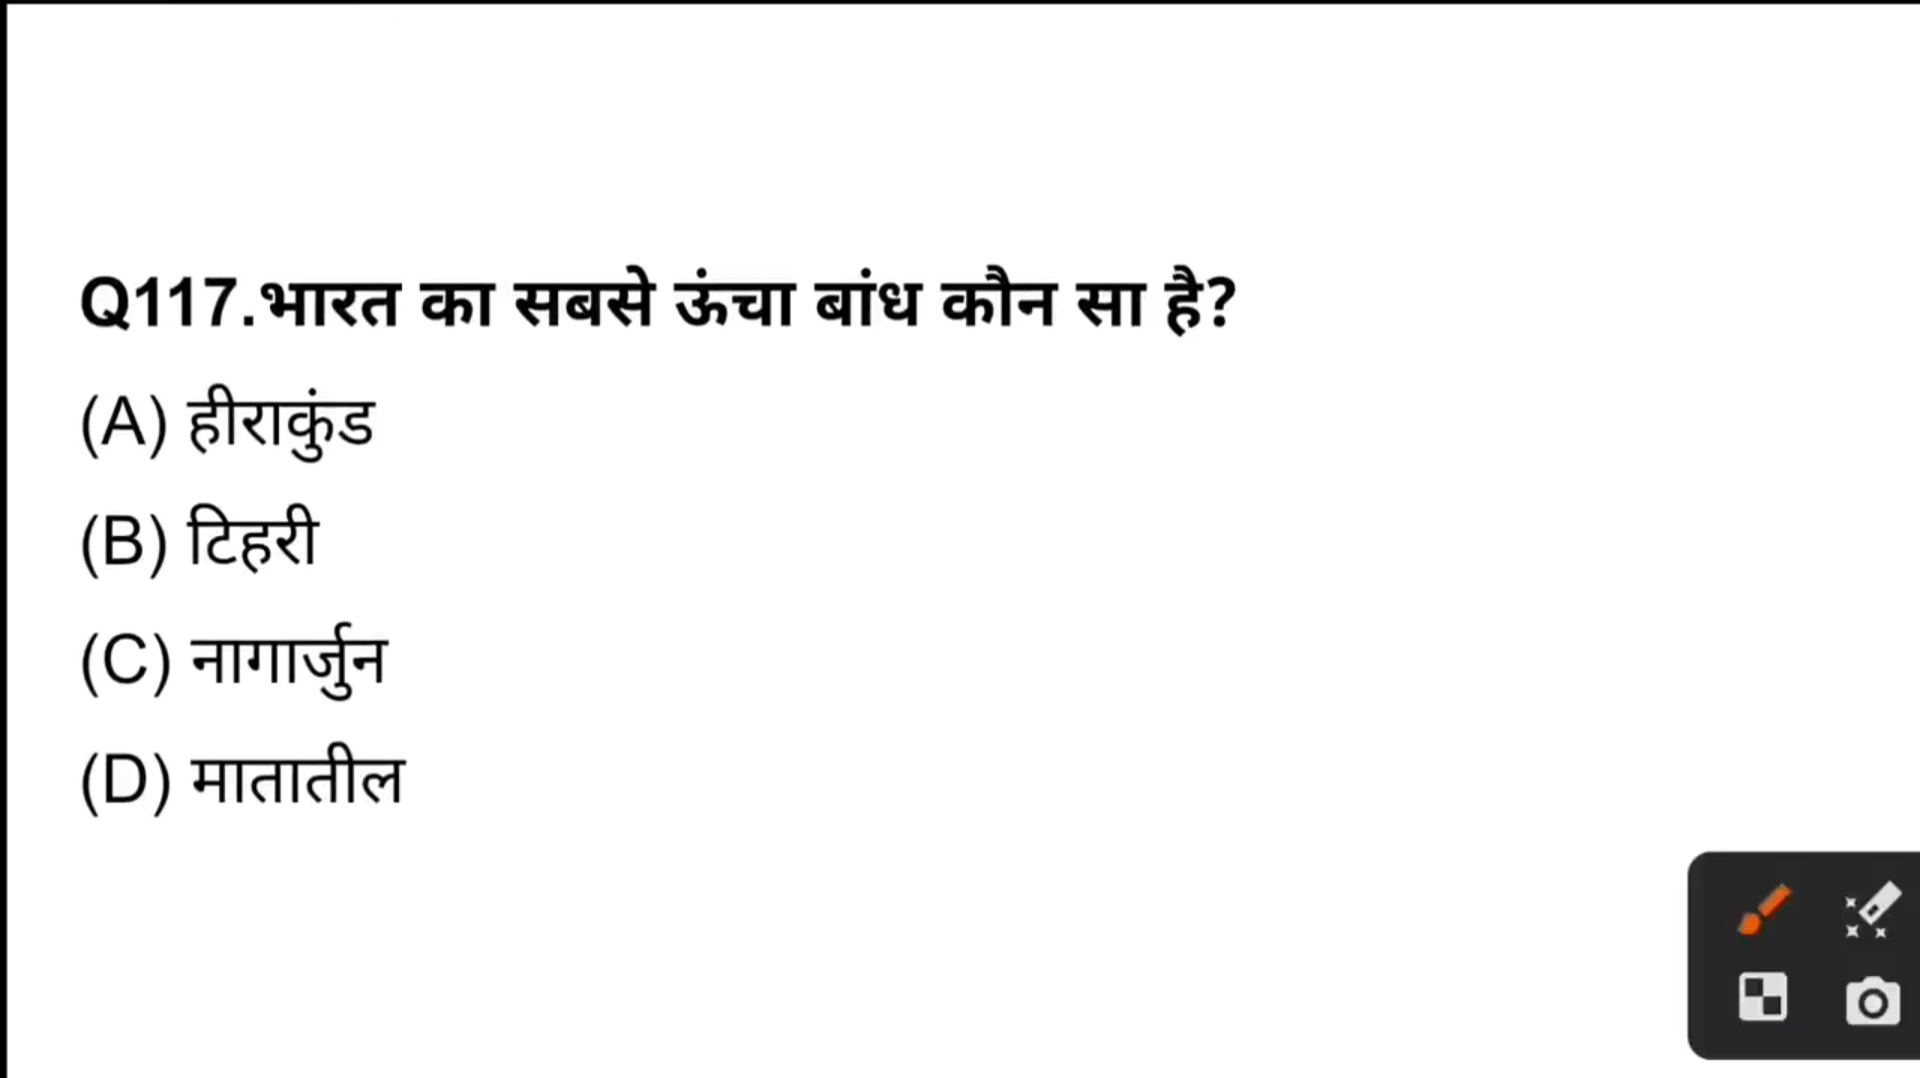 Q117.भारत का सबसे ऊंचा बांध कौन सा है?
(A) हीराकुंड
(B) टिहरी
(C) नागार्जुन
(D) मातातील